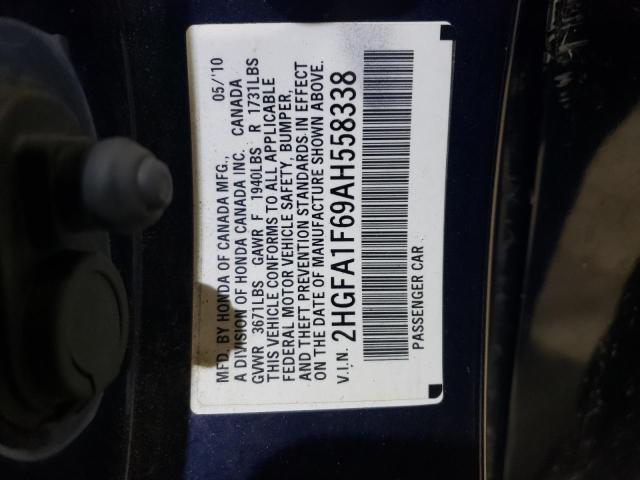 MFD. BY HONDA OF CANADA MFG., 05/'10
A DIVISION OF HONDA CANADA INC. CANADA
GVWR 3671LBS GAWR F 1940LBS R 1731LBS
THIS VEHICLE CONFORMS TO ALL APPLICABLE
FEDERAL MOTOR VEHICLE SAFETY, BUMPER,
AND THEFT PREVENTION STANDARDS IN EFFECT
ON THE DATE OF MANUFACTURE SHOWN ABOVE.
V.I.N. 2HGFA1F69AH558338
PASSENGER CAR